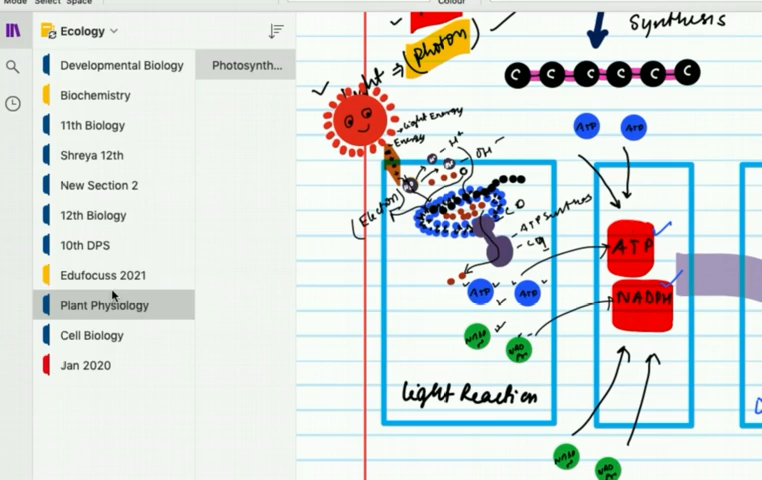 Mode Select Space
Colour
Ecology
Developmental Biology
Biochemistry
11th Biology
Shreya 12th
New Section 2
12th Biology
10th DPS
Edufocuss 2021
Plant Physiology
Cell Biology
Jan 2020
Photosynth...
photon
Synthesis
C C C C C C
Light Energy
Energy
H+
OH-
(Electron)
ATP Synthase
ATP ATP
ATP
NADPH
ATP ATP
Light Reaction